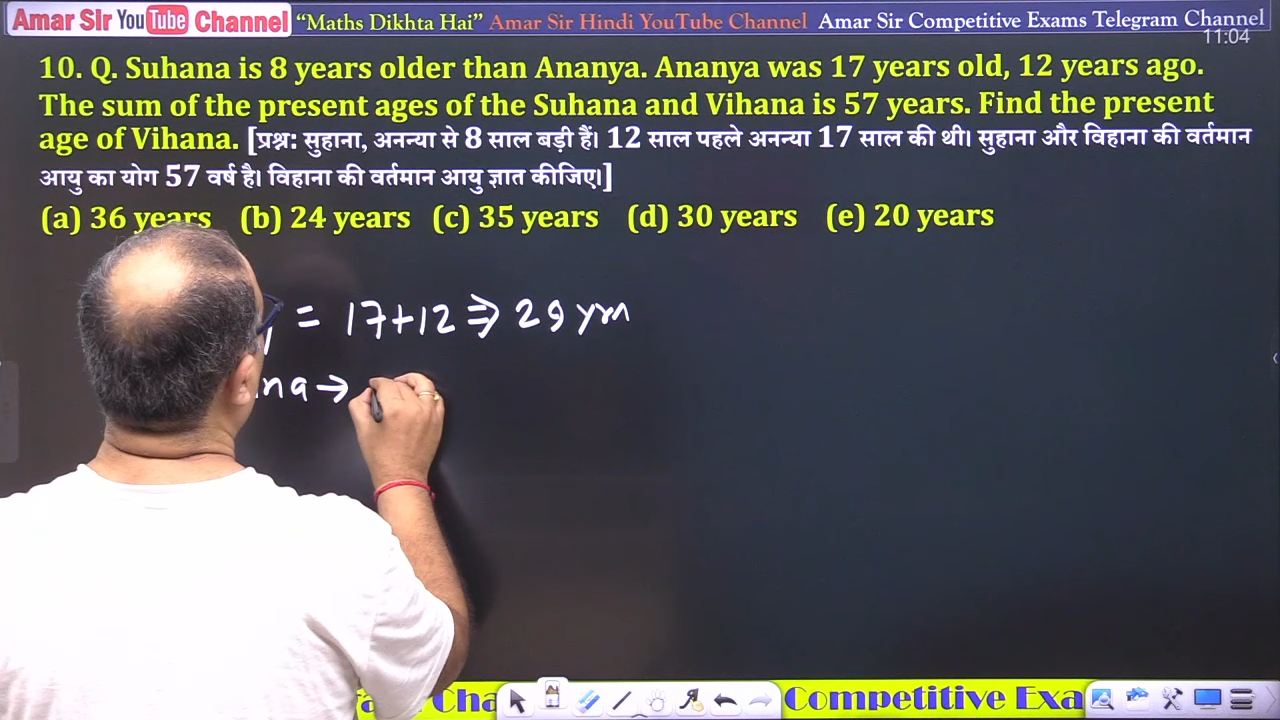 Amar Sir YouTube Channel "Maths Dikhta Hai" Amar Sir Hindi YouTube Channel Amar Sir Competitive Exams Telegram Channel
11:04
10. Q. Suhana is 8 years older than Ananya. Ananya was 17 years old, 12 years ago.
The sum of the present ages of the Suhana and Vihana is 57 years. Find the present
age of Vihana. [प्रश्न: सुहाना, अनन्या से 8 साल बड़ी हैं। 12 साल पहले अनन्या 17 साल की थी। सुहाना और विहाना की वर्तमान
आयु का योग 57 वर्ष है। विहाना की वर्तमान आयु ज्ञात कीजिए।]
(a) 36 years (b) 24 years (c) 35 years (d) 30 years (e) 20 years
= 17+12 ⇒ 29
na →
Competitive Exa